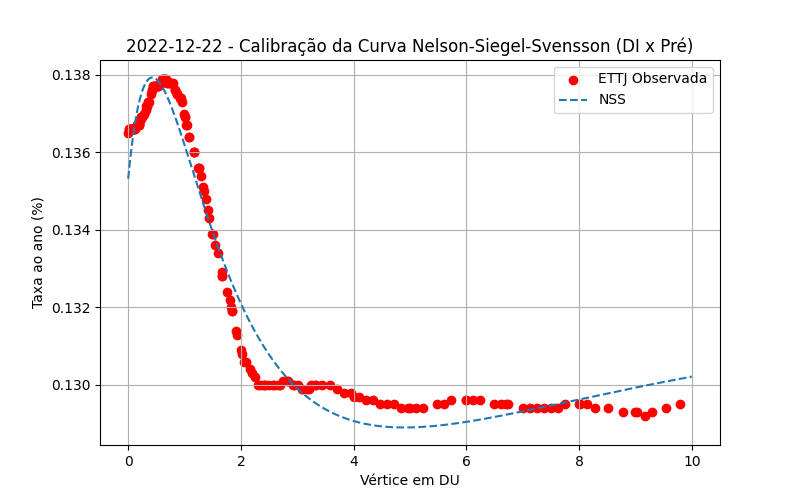 2022-12-22 - Calibração da Curva Nelson-Siegel-Svensson (DI x Pré)
ETTJ Observada
NSS
Taxa ao ano (%)
0.138
0.136
0.134
0.132
0.130
0 2 4 6 8 10
Vértice em DU